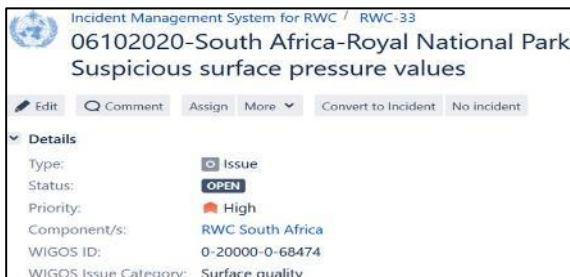 Incident Management System for RWC / RWC-33
06102020-South Africa-Royal National Park
Suspicious surface pressure values
Edit Comment Assign More Convert to Incident No incident
Details
Type: Issue
Status: OPEN
Priority: High
Component/s: RWC South Africa
WIGOS ID: 0-20000-0-68474
WIGOS Issue Category: Surface quality